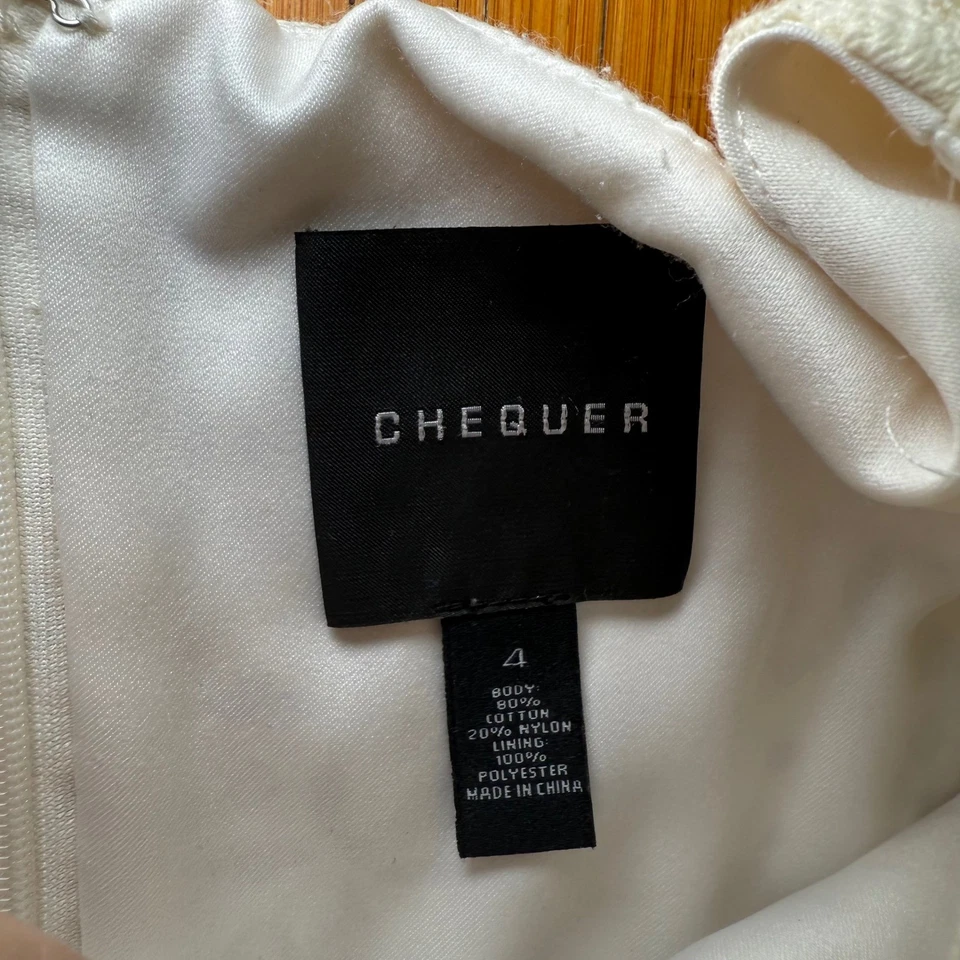 CHEQUER
4
BODY:
80%
COTTON
20% NYLON
LINING:
100%
POLYESTER
MADE IN CHINA